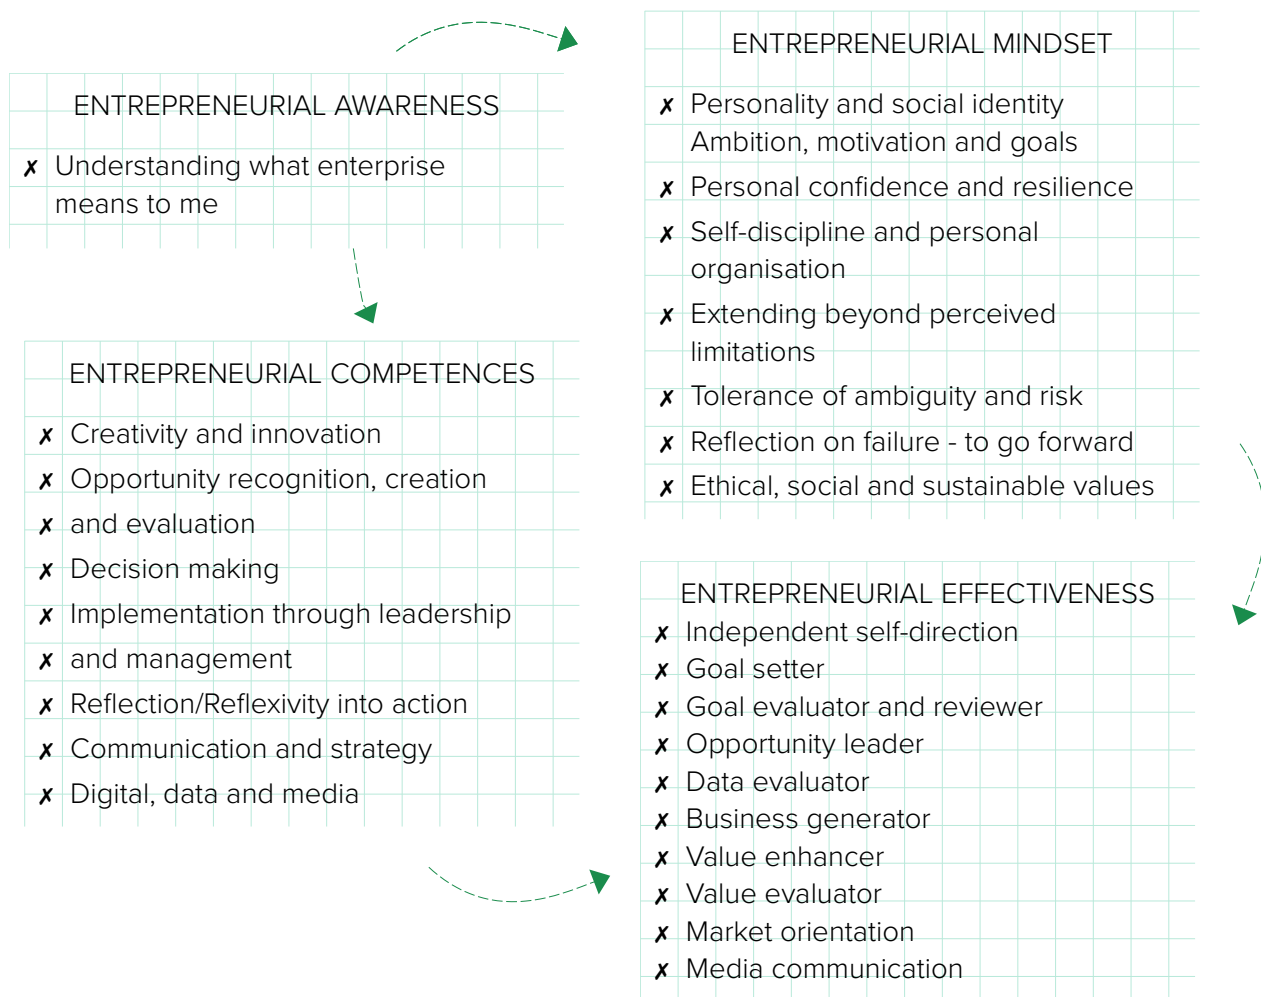 ENTREPRENEURIAL AWARENESS
✗ Understanding what enterprise
means to me
ENTREPRENEURIAL MINDSET
✗ Personality and social identity
Ambition, motivation and goals
✗ Personal confidence and resilience
✗ Self-discipline and personal
organisation
✗ Extending beyond perceived
limitations
✗ Tolerance of ambiguity and risk
✗ Reflection on failure - to go forward
✗ Ethical, social and sustainable values
ENTREPRENEURIAL COMPETENCES
✗ Creativity and innovation
✗ Opportunity recognition, creation
✗ and evaluation
✗ Decision making
✗ Implementation through leadership
✗ and management
✗ Reflection/Reflexivity into action
✗ Communication and strategy
✗ Digital, data and media
ENTREPRENEURIAL EFFECTIVENESS
✗ Independent self-direction
✗ Goal setter
✗ Goal evaluator and reviewer
✗ Opportunity leader
✗ Data evaluator
✗ Business generator
✗ Value enhancer
✗ Value evaluator
✗ Market orientation
✗ Media communication